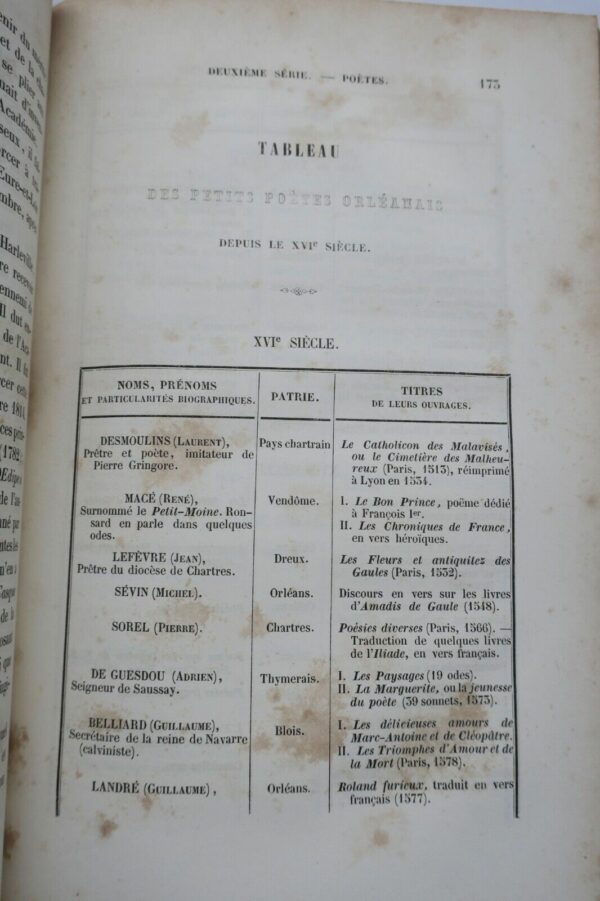 DEUXIÈME SÉRIE. — POÈTES.
175
TABLEAU
DES PETITS POÈTES ORLÉANAIS
DEPUIS LE XVIe SIÈCLE.
XVIe SIÈCLE.
NOMS, PRÉNOMS
ET PARTICULARITÉS BIOGRAPHIQUES.
PATRIE.
TITRES
DE LEURS OUVRAGES.
DESMOULINS (LAURENT),
Prêtre et poète, imitateur de
Pierre Gringore.
Pays chartrain
Le Catholicon des Malavisés,
ou le Cimetière des Malheu-
reux (Paris, 1513), réimprimé
à Lyon en 1534.
MACÉ (RENÉ),
Surnommé le Petit-Moine. Ron-
sard en parle dans quelques
odes.
Vendôme.
I. Le Bon Prince, poëme dédié
à François Ier.
II. Les Chroniques de France,
en vers héroïques.
LEFÈVRE (JEAN),
Prêtre du diocèse de Chartres.
Dreux.
Les Fleurs et antiquitez des
Gaules (Paris, 1532).
SÉVIN (MICHEL).
Orléans.
Discours en vers sur les livres
d'Amadis de Gaule (1548).
SOREL (PIERRE).
Chartres.
Poésies diverses (Paris, 1566). —
Traduction de quelques livres
de l'Iliade, en vers français.
DE GUESDOU (ADRIEN),
Seigneur de Saussay.
Thymerais.
I. Les Paysages (19 odes).
II. La Marguerite, ou la jeunesse
du poète (39 sonnets, 1573).
BELLIARD (GUILLAUME),
Secrétaire de la reine de Navarre
(calviniste).
Blois.
I. Les délicieuses amours de
Marc-Antoine et de Cléopâtre.
II. Les Triomphes d'Amour et de
la Mort (Paris, 1578).
LANDRÉ (GUILLAUME),
Orléans.
Roland furieux, traduit en vers
français (1577).